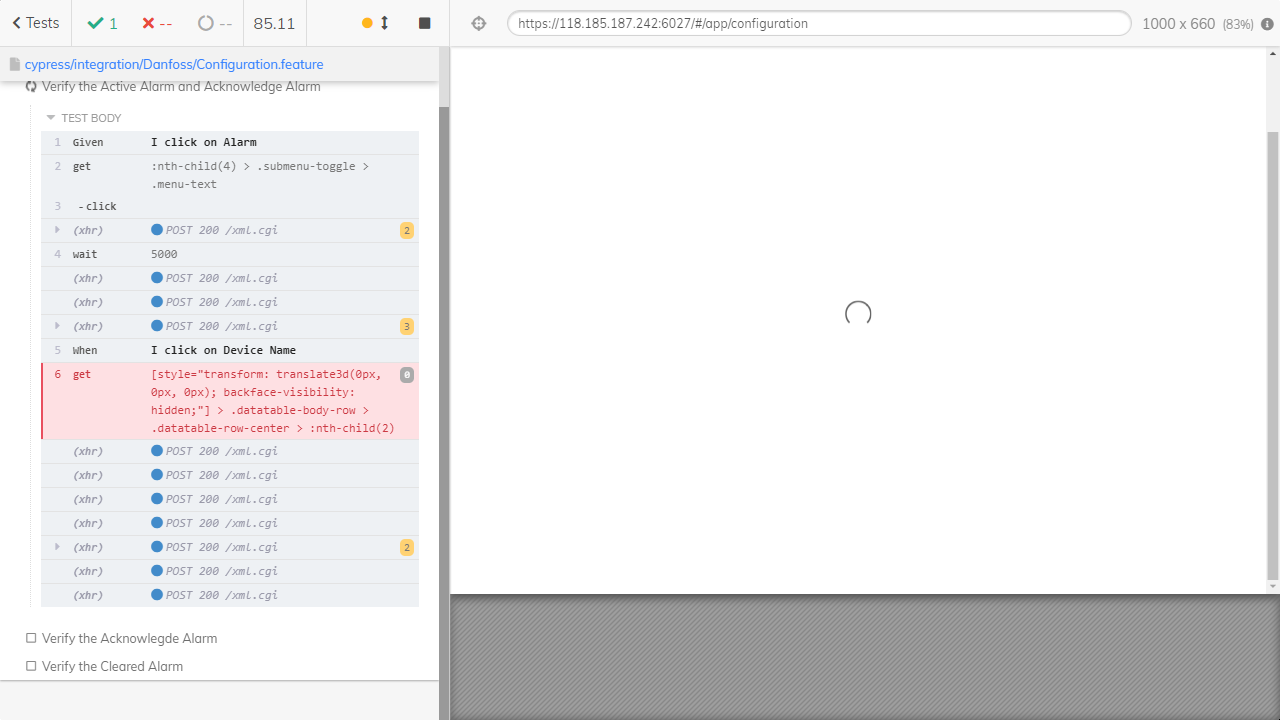 Tests 1 -- -- 85.11
https://118.185.187.242:6027/#/app/configuration 1000 x 660 (83%)
cypress/integration/Danfoss/Configuration.feature
Verify the Active Alarm and Acknowledge Alarm
TEST BODY
1 Given I click on Alarm
2 get :nth-child(4) > .submenu-toggle >
.menu-text
3 -click
(xhr) POST 200 /xml.cgi 2
4 wait 5000
(xhr) POST 200 /xml.cgi
(xhr) POST 200 /xml.cgi
(xhr) POST 200 /xml.cgi 3
5 When I click on Device Name
6 get [style="transform: translate3d(0px, 0
0px, 0px); backface-visibility:
hidden;"] > .datatable-body-row >
.datatable-row-center > :nth-child(2)
(xhr) POST 200 /xml.cgi
(xhr) POST 200 /xml.cgi
(xhr) POST 200 /xml.cgi
(xhr) POST 200 /xml.cgi
(xhr) POST 200 /xml.cgi 2
(xhr) POST 200 /xml.cgi
(xhr) POST 200 /xml.cgi
Verify the Acknowlegde Alarm
Verify the Cleared Alarm